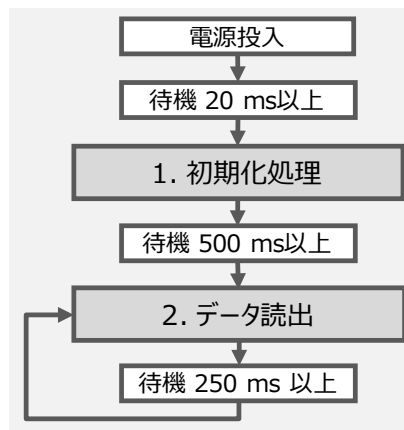 電源投入
待機 20 ms以上
1. 初期化処理
待機 500 ms以上
2. データ読出
待機 250 ms 以上